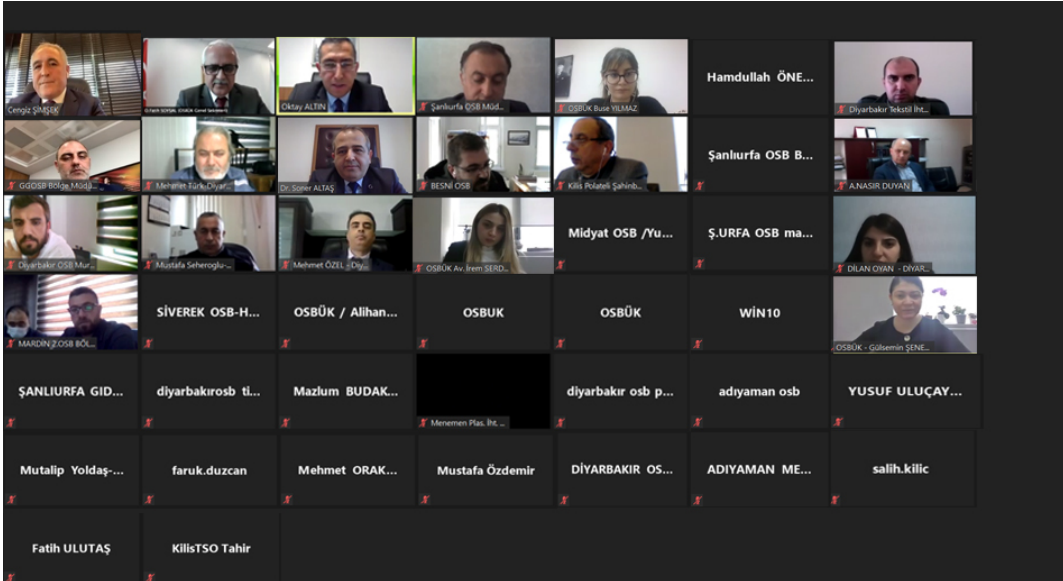 Cengiz ŞİMŞEK
Oktay ALTIN
Şanlıurfa OSB Müd...
OSBÜK Buse YILMAZ
Hamdullah ÖNE...
Diyarbakır Tekstil İht...
GGOSB Bölge Müdü...
Mehmet Türk-Diyar...
Dr. Soner ALTAŞ
BESNİ OSB
Kilis Polateli Şahinb...
Şanlıurfa OSB B...
A.NASIR DUYAN
Diyarbakır OSB Mur...
Mustafa Seheroglu-...
Mehmet ÖZEL - Diy...
OSBÜK Av. İrem SERD...
Midyat OSB /Yu...
Ş.URFA OSB ma...
DİLAN OYAN - DİYAR...
MARDİN 2.OSB BÖL...
SİVEREK OSB-H...
OSBÜK / Alihan...
OSBUK
OSBÜK
WİN10
OSBÜK - Gülsemin ŞENE...
ŞANLIURFA GID...
diyarbakırosb ti...
Mazlum BUDAK...
Menemen Plas. İht. ...
diyarbakır osb p...
adıyaman osb
YUSUF ULUÇAY...
Mutalip Yoldaş-...
faruk.duzcan
Mehmet ORAK...
Mustafa Özdemir
DİYARBAKIR OS...
ADIYAMAN ME...
salih.kilic
Fatih ULUTAŞ
KilisTSO Tahir